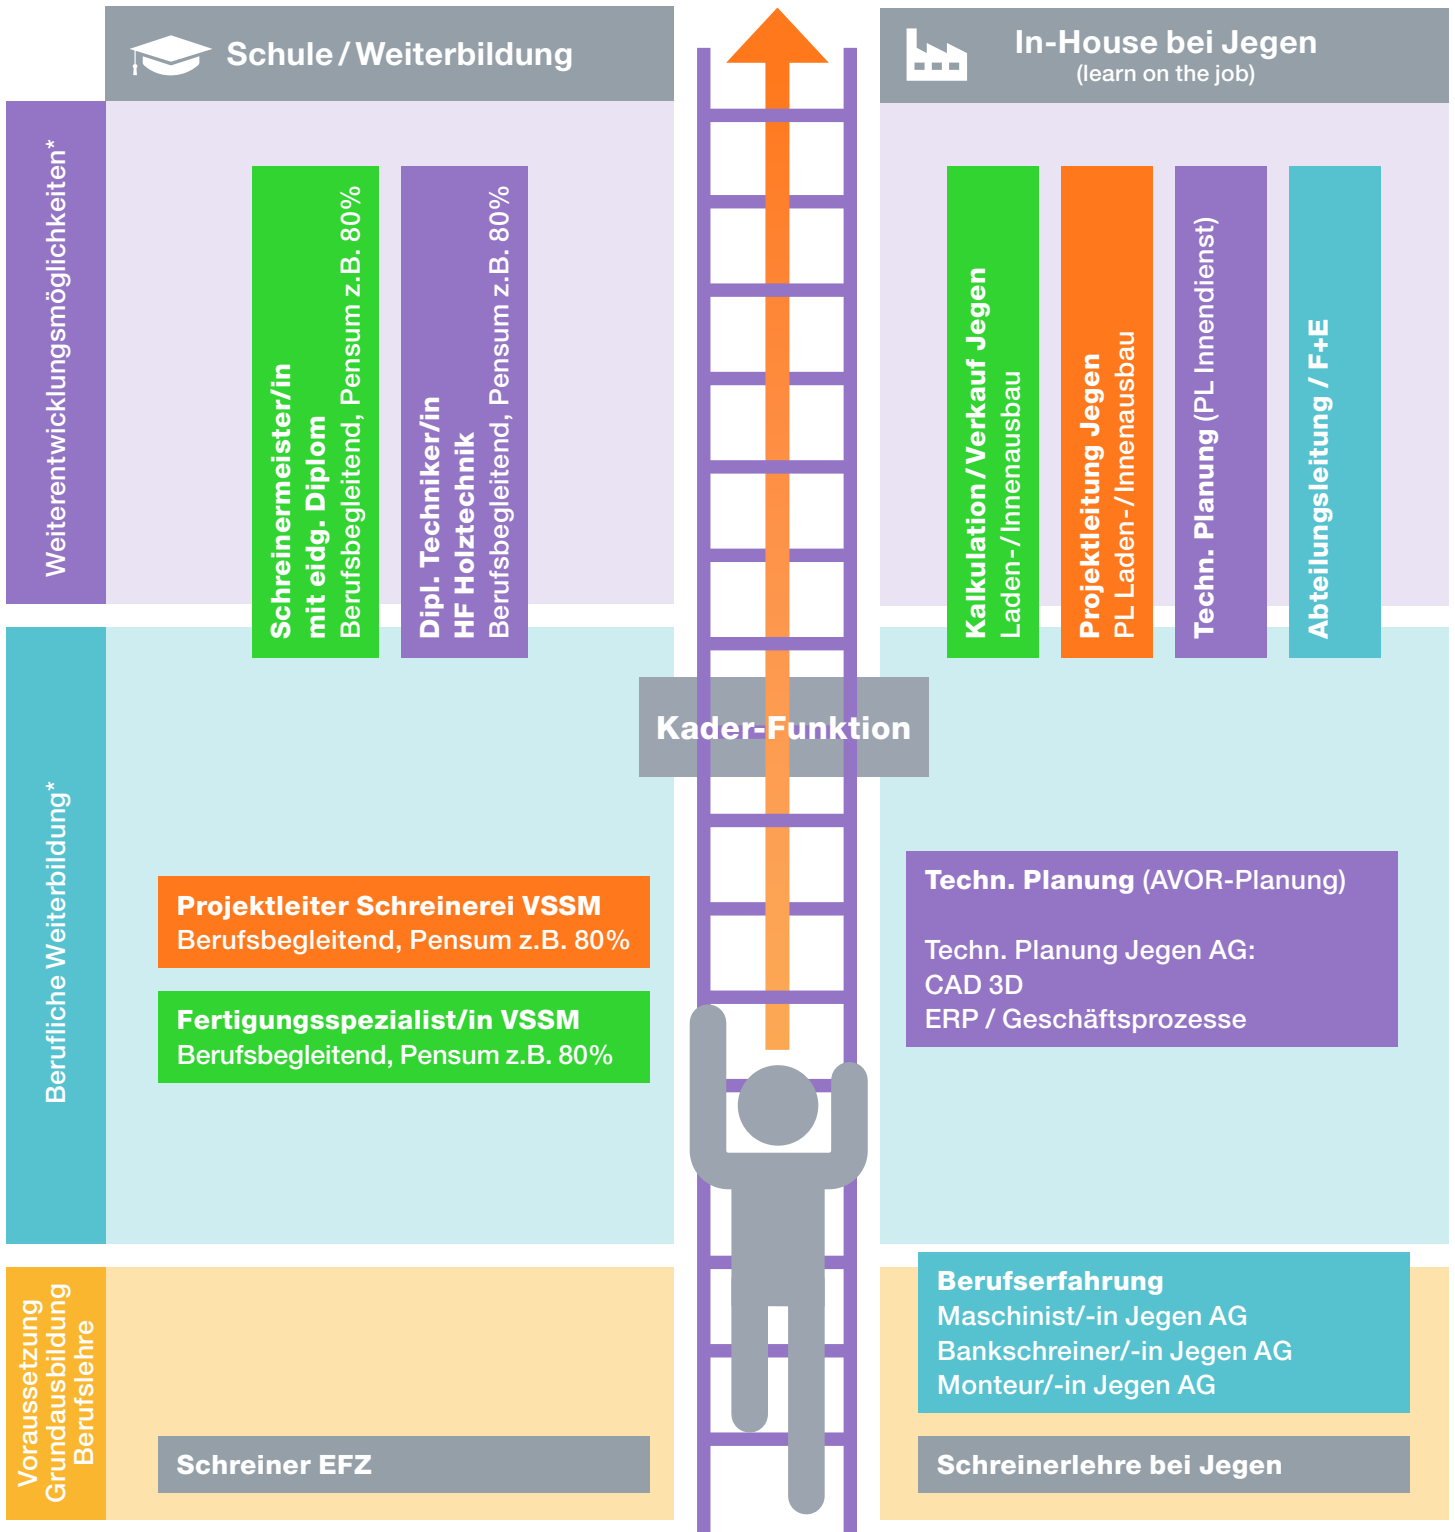 Schule / Weiterbildung
In-House bei Jegen
(learn on the job)
Weiterentwicklungsmöglichkeiten*
Schreinermeister/in
mit eidg. Diplom
Berufsbegleitend, Pensum z.B. 80%
Dipl. Techniker/in
HF Holztechnik
Berufsbegleitend, Pensum z.B. 80%
Kalkulation / Verkauf Jegen
Laden- / Innenausbau
Projektleitung Jegen
PL Laden- / Innenausbau
Techn. Planung (PL Innendienst)
Abteilungsleitung / F+E
Kader-Funktion
Berufliche Weiterbildung*
Projektleiter Schreinerei VSSM
Berufsbegleitend, Pensum z.B. 80%
Fertigungsspezialist/in VSSM
Berufsbegleitend, Pensum z.B. 80%
Techn. Planung (AVOR-Planung)
Techn. Planung Jegen AG:
CAD 3D
ERP / Geschäftsprozesse
Voraussetzung
Grundausbildung
Berufslehre
Schreiner EFZ
Berufserfahrung
Maschinist/-in Jegen AG
Bankschreiner/-in Jegen AG
Monteur/-in Jegen AG
Schreinerlehre bei Jegen